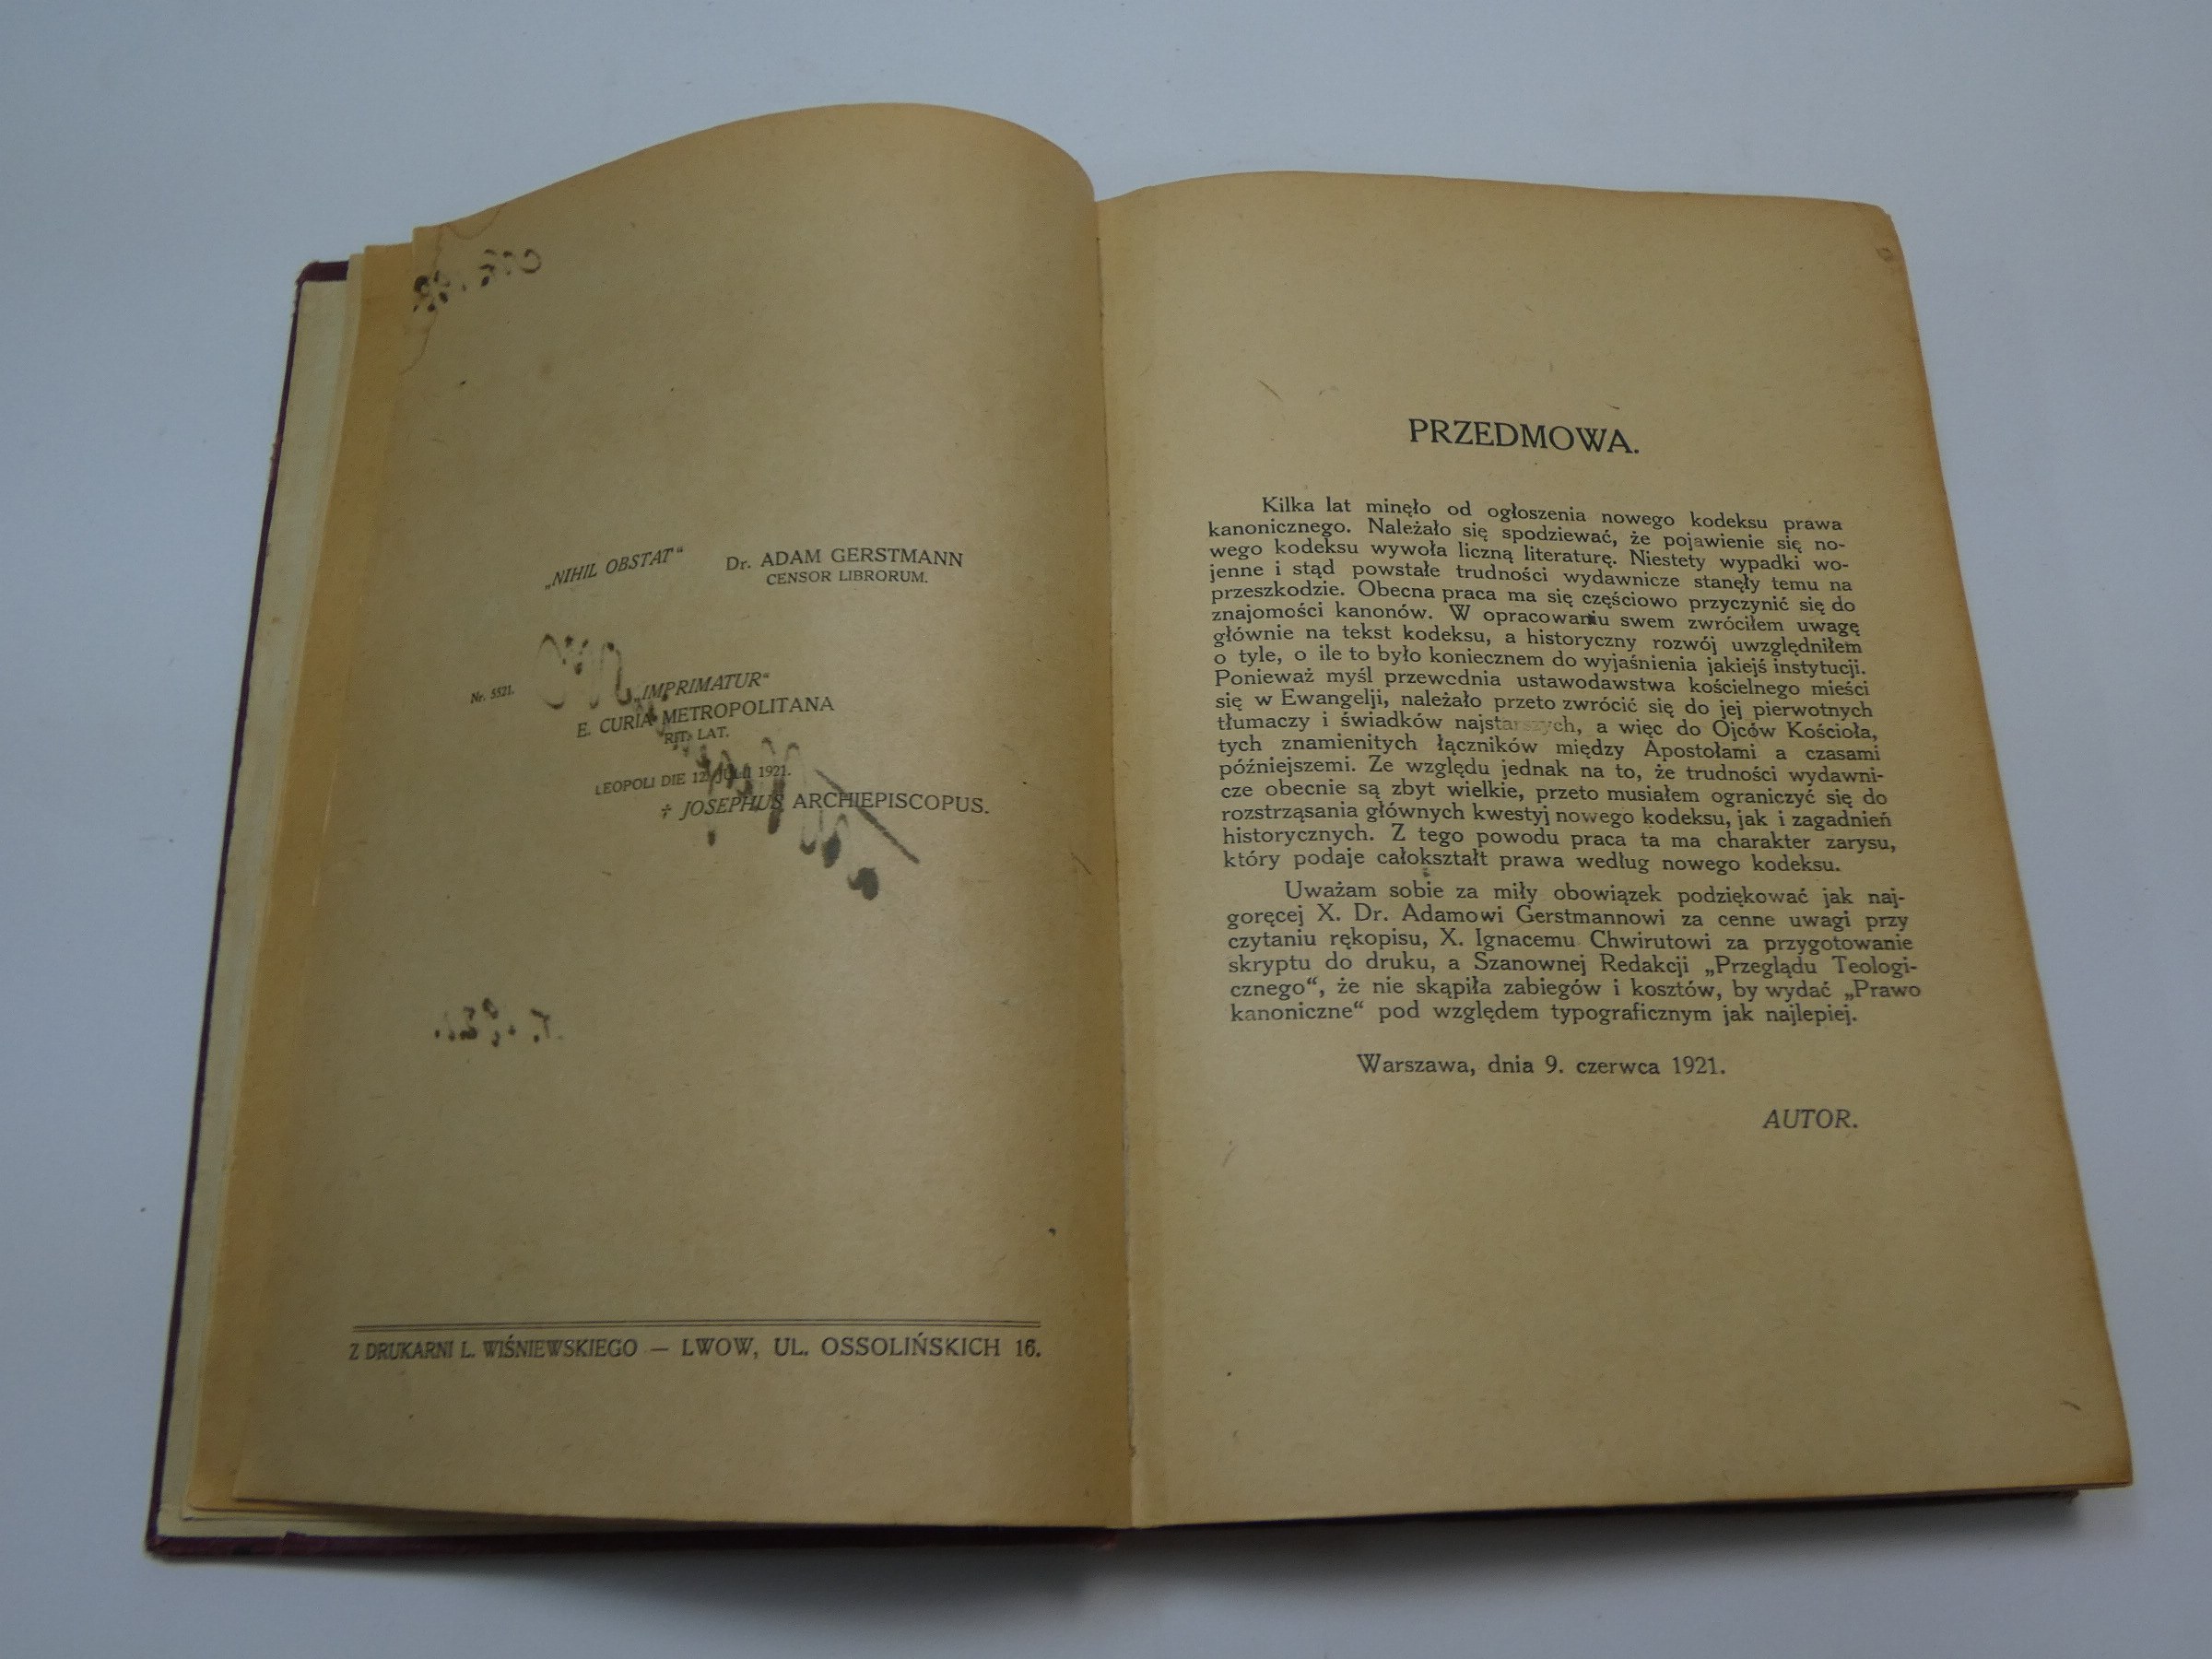 „NIHIL OBSTAT“ Dr. ADAM GERSTMANN
CENSOR LIBRORUM.
Nr. 5521.
„IMPRIMATUR“
E. CURIA METROPOLITANA
RIT. LAT.
LEOPOLI DIE 12. JULII 1921.
† JOSEPHUS ARCHIEPISCOPUS.
Z DRUKARNI L. WIŚNIEWSKIEGO — LWOW, UL. OSSOLIŃSKICH 16.
PRZEDMOWA.
Kilka lat minęło od ogłoszenia nowego kodeksu prawa
kanonicznego. Należało się spodziewać, że pojawienie się no-
wego kodeksu wywoła liczną literaturę. Niestety wypadki wo-
jenne i stąd powstałe trudności wydawnicze stanęły temu na
przeszkodzie. Obecna praca ma się częściowo przyczynić się do
znajomości kanonów. W opracowaniu swem zwróciłem uwagę
głównie na tekst kodeksu, a historyczny rozwój uwzględniłem
o tyle, o ile to było koniecznem do wyjaśnienia jakiejś instytucji.
Ponieważ myśl przewodnia ustawodawstwa kościelnego mieści
się w Ewangelji, należało przeto zwrócić się do jej pierwotnych
tłumaczy i świadków najstarszych, a więc do Ojców Kościoła,
tych znamienitych łączników między Apostołami a czasami
późniejszemi. Ze względu jednak na to, że trudności wydawni-
cze obecnie są zbyt wielkie, przeto musiałem ograniczyć się do
rozstrząsania głównych kwestyj nowego kodeksu, jak i zagadnień
historycznych. Z tego powodu praca ta ma charakter zarysu,
który podaje całokształt prawa według nowego kodeksu.
Uważam sobie za miły obowiązek podziękować jak naj-
goręcej X. Dr. Adamowi Gerstmannowi za cenne uwagi przy
czytaniu rękopisu, X. Ignacemu Chwirutowi za przygotowanie
skryptu do druku, a Szanownej Redakcji „Przeglądu Teologi-
cznego“, że nie skąpiła zabiegów i kosztów, by wydać „Prawo
kanoniczne“ pod względem typograficznym jak najlepiej.
Warszawa, dnia 9. czerwca 1921.
AUTOR.